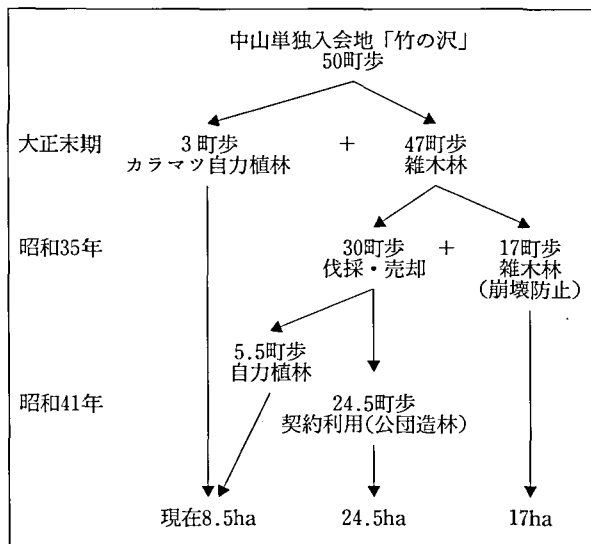 中山単独入会地「竹の沢」
50町歩
大正末期 3町歩 + 47町歩
カラマツ自力植林 雑木林
昭和35年 30町歩 + 17町歩
伐採・売却 雑木林
(崩壊防止)
5.5町歩
自力植林
昭和41年 24.5町歩
契約利用(公団造林)
現在8.5ha 24.5ha 17ha